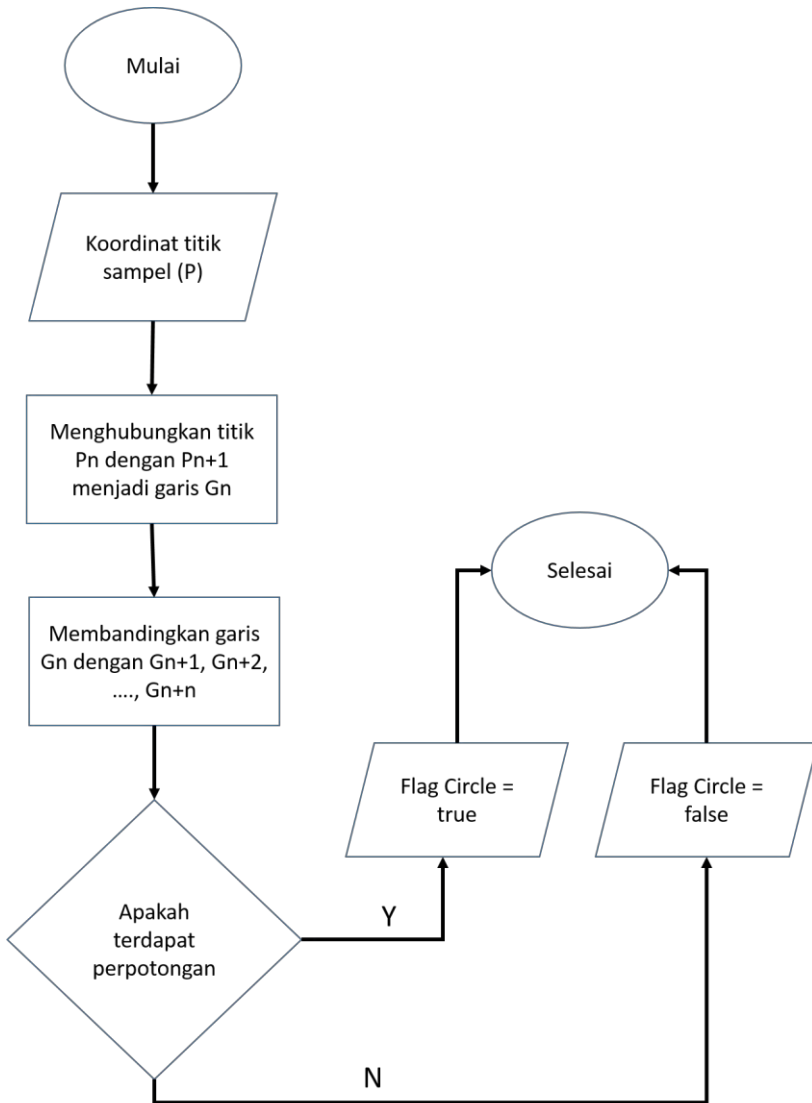 Mulai
Koordinat titik
sampel (P)
Menghubungkan titik
Pn dengan Pn+1
menjadi garis Gn
Membandingkan garis
Gn dengan Gn+1, Gn+2,
...., Gn+n
Apakah
terdapat
perpotongan
Y
N
Flag Circle =
true
Flag Circle =
false
Selesai